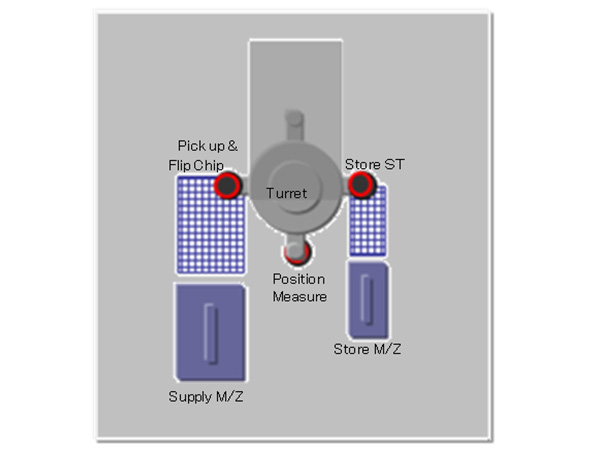 Pick up &
Flip Chip
Store ST
Turret
Position
Measure
Store M/Z
Supply M/Z